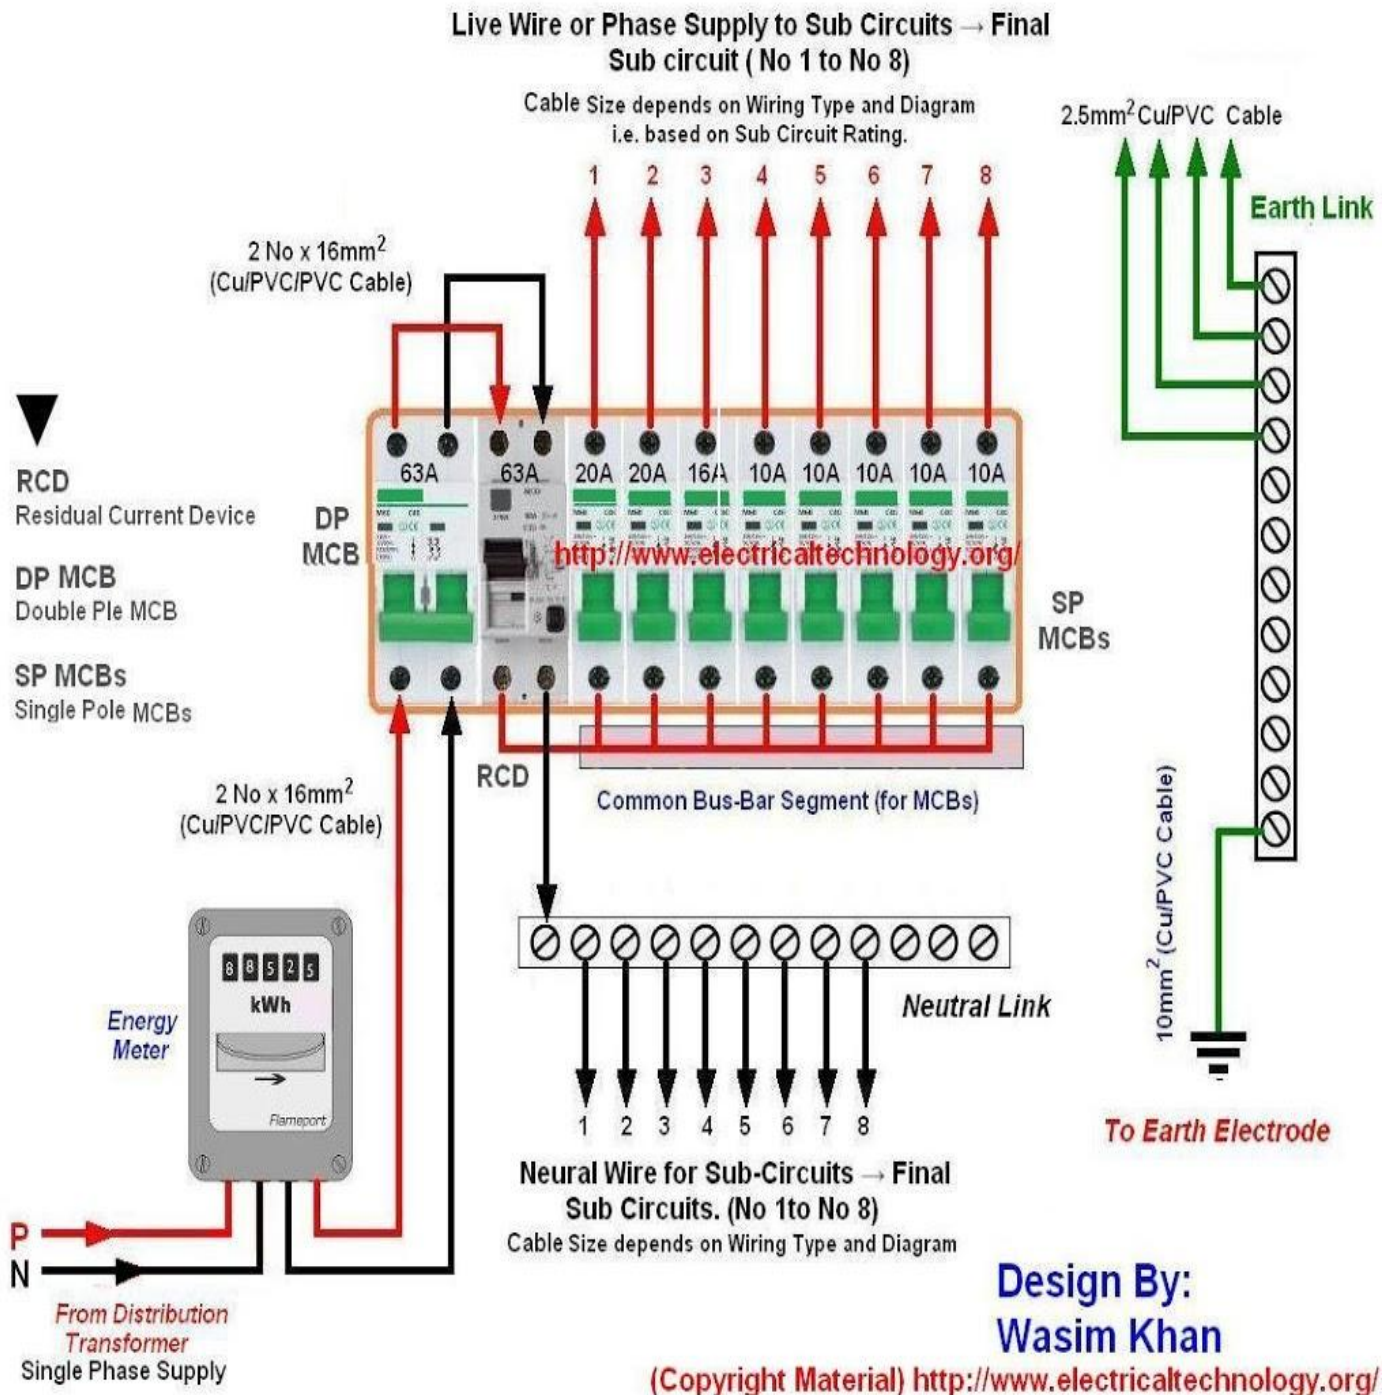 Live Wire or Phase Supply to Sub Circuits → Final
Sub circuit ( No 1 to No 8)
Cable Size depends on Wiring Type and Diagram
i.e. based on Sub Circuit Rating.
2.5mm² Cu/PVC Cable
1 2 3 4 5 6 7 8
Earth Link
2 No x 16mm²
(Cu/PVC/PVC Cable)
RCD
Residual Current Device
DP MCB
Double Ple MCB
SP MCBs
Single Pole MCBs
DP
MCB
63A 63A 20A 20A 16A 10A 10A 10A 10A 10A
http://www.electricaltechnology.org/
SP
MCBs
RCD
Common Bus-Bar Segment (for MCBs)
2 No x 16mm²
(Cu/PVC/PVC Cable)
10mm² (Cu/PVC Cable)
8 8 5 2 5
kWh
Flameport
Energy
Meter
Neutral Link
1 2 3 4 5 6 7 8
Neural Wire for Sub-Circuits → Final
Sub Circuits. (No 1to No 8)
Cable Size depends on Wiring Type and Diagram
To Earth Electrode
P
N
From Distribution
Transformer
Single Phase Supply
Design By:
Wasim Khan
(Copyright Material) http://www.electricaltechnology.org/